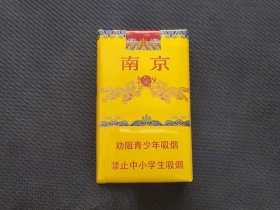 南京
劝阻青少年吸烟
禁止中小学生吸烟